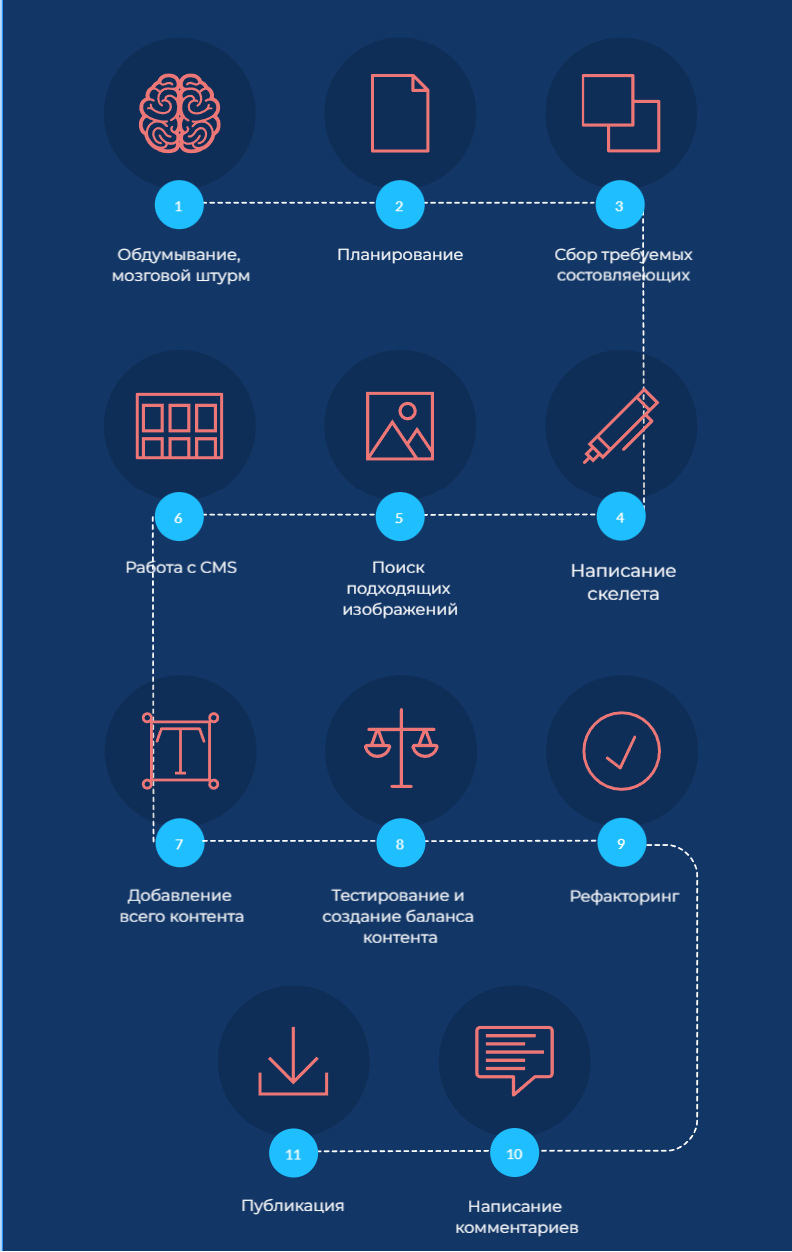 1
Обдумывание,
мозговой штурм
2
Планирование
3
Сбор требуемых
состовляеющих
4
Написание
скелета
5
Поиск
подходящих
изображений
6
Работа с CMS
7
Добавление
всего контента
8
Тестирование и
создание баланса
контента
9
Рефакторинг
10
Написание
комментариев
11
Публикация